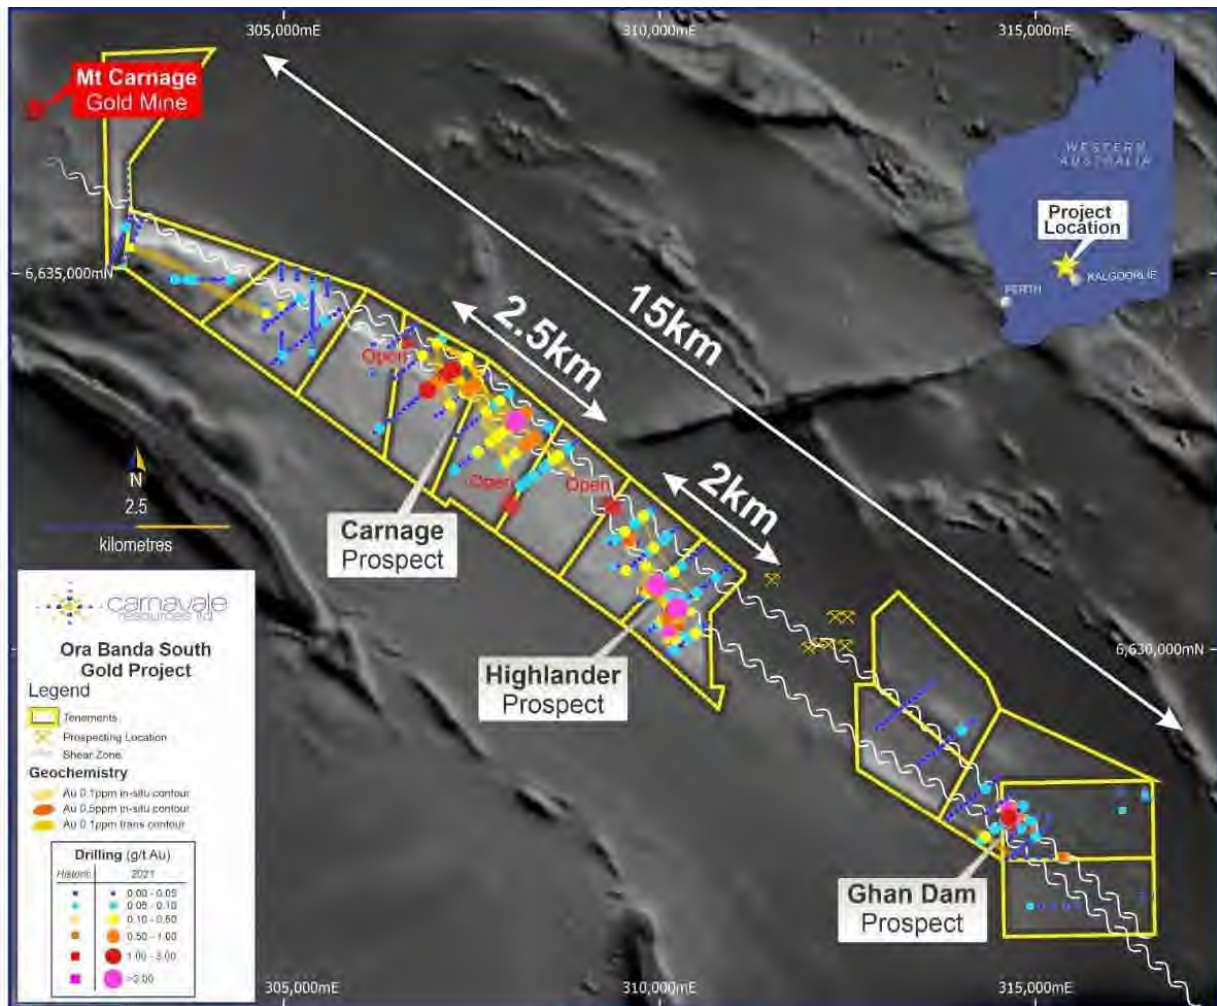 305,000mE
310,000mE
315,000mE
Mt Carnage
Gold Mine
WESTERN
AUSTRALIA
Project
Location
KALGOORLIE
PERTH
6,635,000mN
15km
2.5km
Open
Open
Open
2km
N
2.5
kilometres
Carnage
Prospect
Highlander
Prospect
6,630,000mN
Ghan Dam
Prospect
carnavale
resources ltd
Ora Banda South
Gold Project
Legend
Tenements
Prospecting Location
Shear Zone
Geochemistry
Au 0.1ppm in-situ contour
Au 0.5ppm in-situ contour
Au 0.1ppm trans contour
Drilling (g/t Au)
Historic 2021
0.00 - 0.05
0.05 - 0.10
0.10 - 0.50
0.50 - 1.00
1.00 - 3.00
>3.00
305,000mE
310,000mE
315,000mE